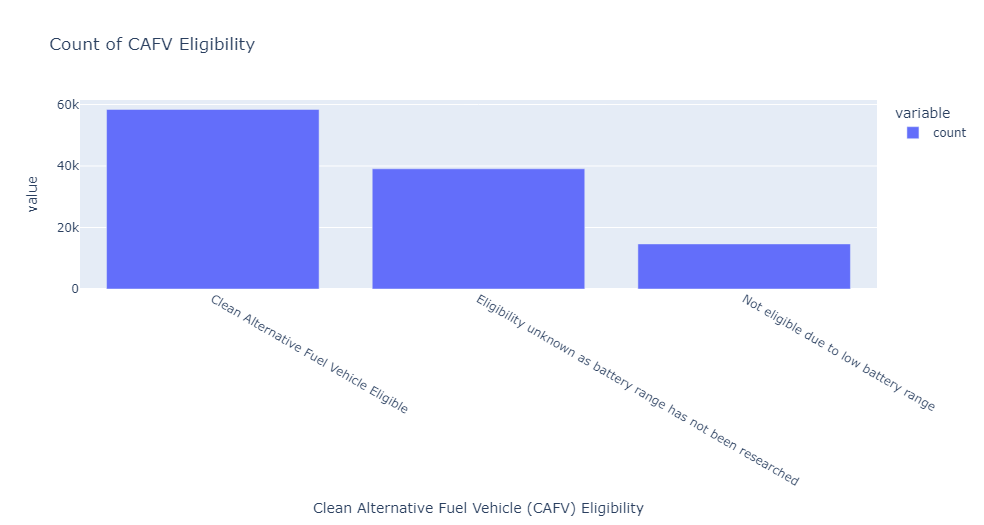 Count of CAFV Eligibility
60k
40k
20k
0
value
variable
count
Clean Alternative Fuel Vehicle Eligible
Eligibility unknown as battery range has not been researched
Not eligible due to low battery range
Clean Alternative Fuel Vehicle (CAFV) Eligibility